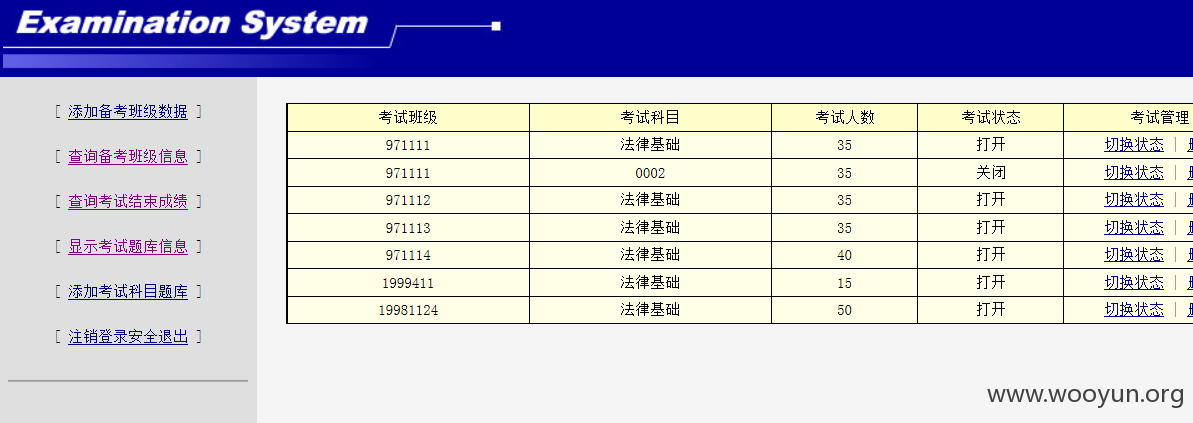 Examination System
[ 添加备考班级数据 ]
[ 查询备考班级信息 ]
[ 查询考试结束成绩 ]
[ 显示考试题库信息 ]
[ 添加考试科目题库 ]
[ 注销登录安全退出 ]
考试班级 考试科目 考试人数 考试状态 考试管理
971111 法律基础 35 打开 切换状态 |
971111 0002 35 关闭 切换状态 |
971112 法律基础 35 打开 切换状态 |
971113 法律基础 35 打开 切换状态 |
971114 法律基础 40 打开 切换状态 |
1999411 法律基础 15 打开 切换状态 |
19981124 法律基础 50 打开 切换状态 |
www.wooyun.org